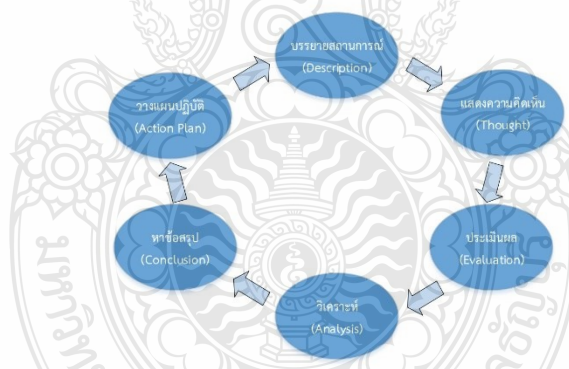 บรรยายสถานการณ์
(Description)
แสดงความคิดเห็น
(Thought)
ประเมินผล
(Evaluation)
วิเคราะห์
(Analysis)
หาข้อสรุป
(Conclusion)
วางแผนปฏิบัติ
(Action Plan)